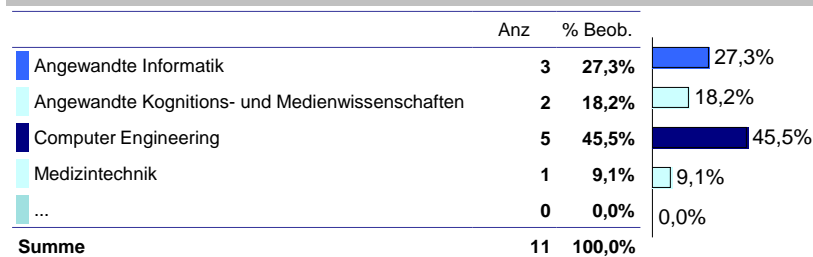 Anz % Beob.
Angewandte Informatik 3 27,3% 27,3%
Angewandte Kognitions- und Medienwissenschaften 2 18,2% 18,2%
Computer Engineering 5 45,5% 45,5%
Medizintechnik 1 9,1% 9,1%
... 0 0,0% 0,0%
Summe 11 100,0%